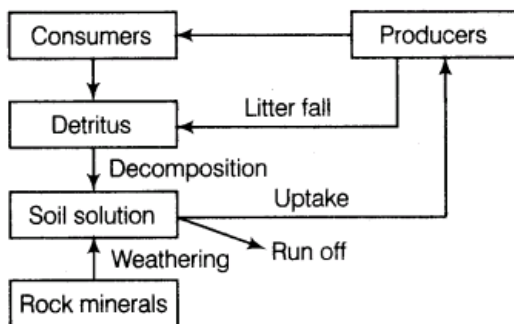 Consumers
Producers
Litter fall
Detritus
Decomposition
Soil solution
Uptake
Run off
Weathering
Rock minerals